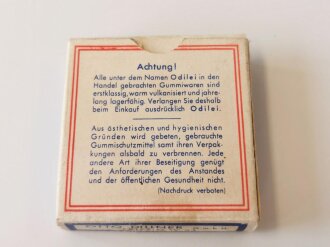 Achtung!
Alle unter dem Namen Odilei in den
Handel gebrachten Gummiwaren sind
erstklassig, warm vulkanisiert und jahre-
lang lagerfähig. Verlangen Sie deshalb
beim Einkauf ausdrücklich Odilei.
Aus ästhetischen und hygienischen
Gründen wird gebeten, gebrauchte
Gummischutzmittel samt ihren Verpak-
kungen alsbald zu verbrennen. Jede
andere Art ihrer Beseitigung genügt
den Anforderungen des Anstandes
und der öffentlichen Gesundheit nicht.
(Nachdruck verboten)